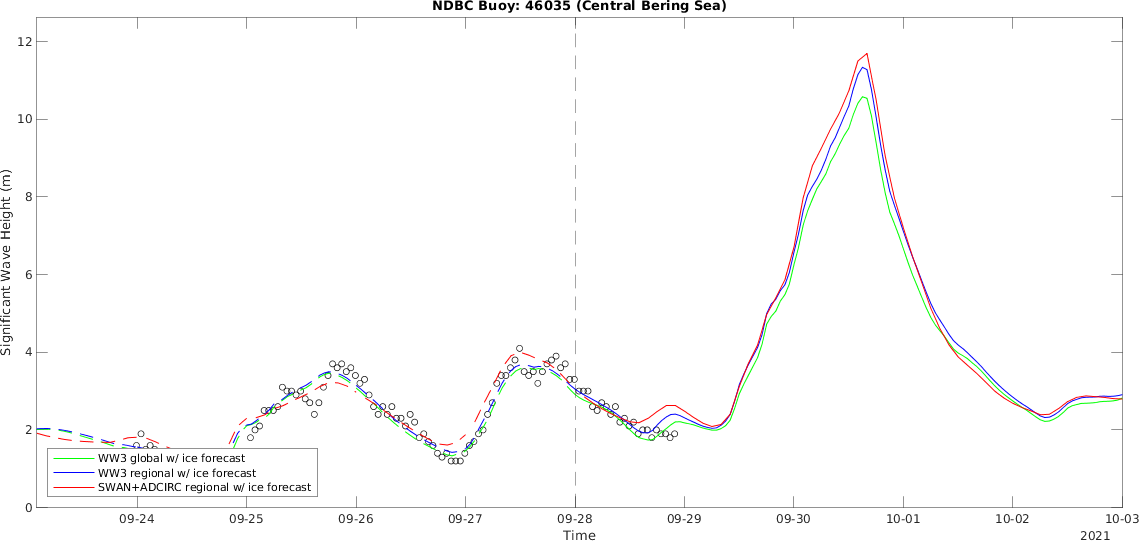 NDBC Buoy: 46035 (Central Bering Sea)
Significant Wave Height (m)
12
10
8
6
4
2
0
WW3 global w/ ice forecast
WW3 regional w/ ice forecast
SWAN+ADCIRC regional w/ ice forecast
09-24 09-25 09-26 09-27 09-28 09-29 09-30 10-01 10-02 10-03
Time
2021